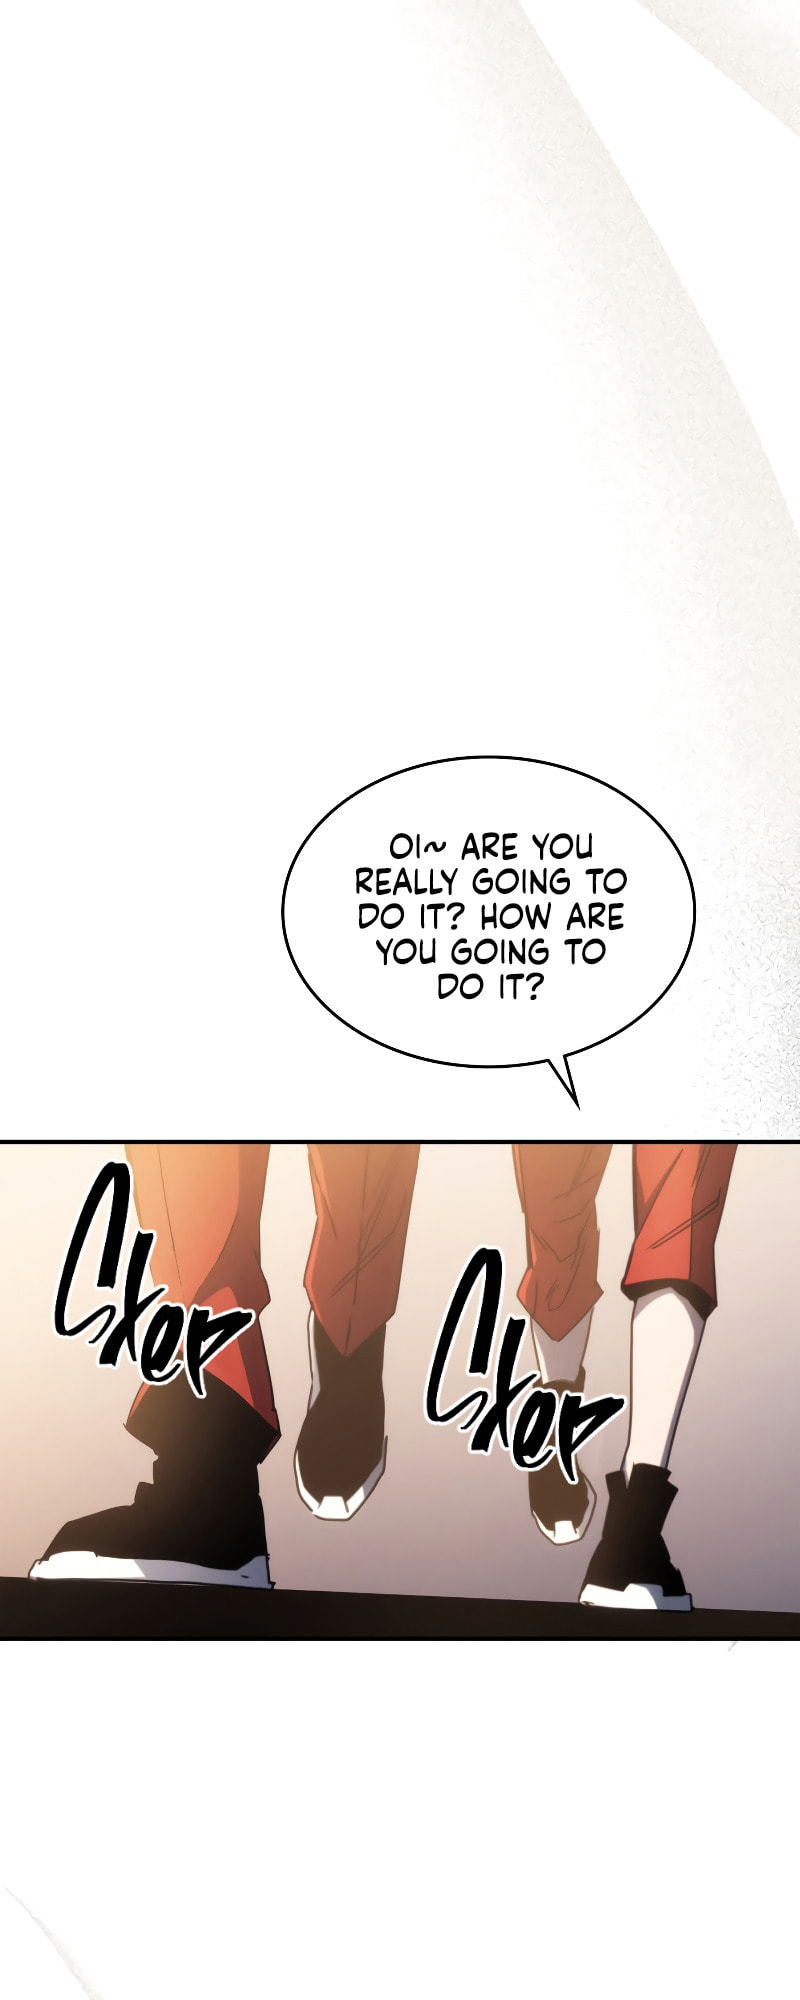 OI~ ARE YOU
REALLY GOING TO
DO IT? HOW ARE
YOU GOING TO
DO IT?
Step
Step